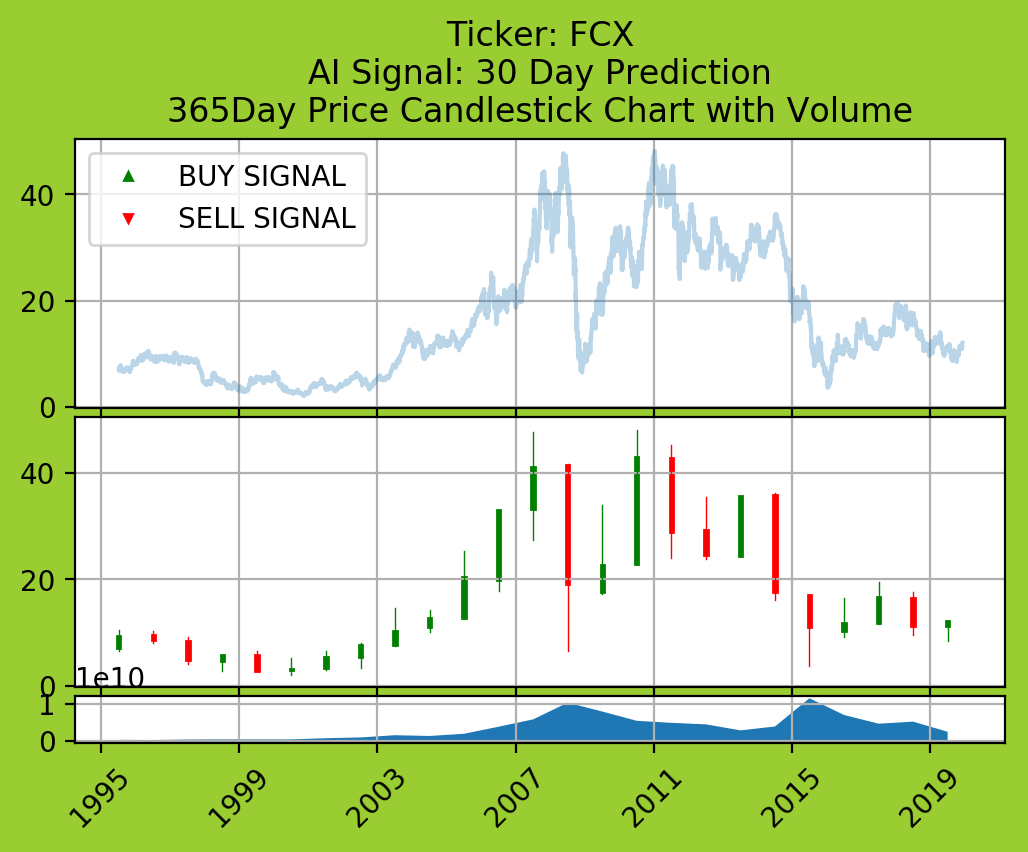 Ticker: FCX
AI Signal: 30 Day Prediction
365Day Price Candlestick Chart with Volume
BUY SIGNAL
SELL SIGNAL
40
20
0
40
20
0
1e10
1
0
1995
1999
2003
2007
2011
2015
2019